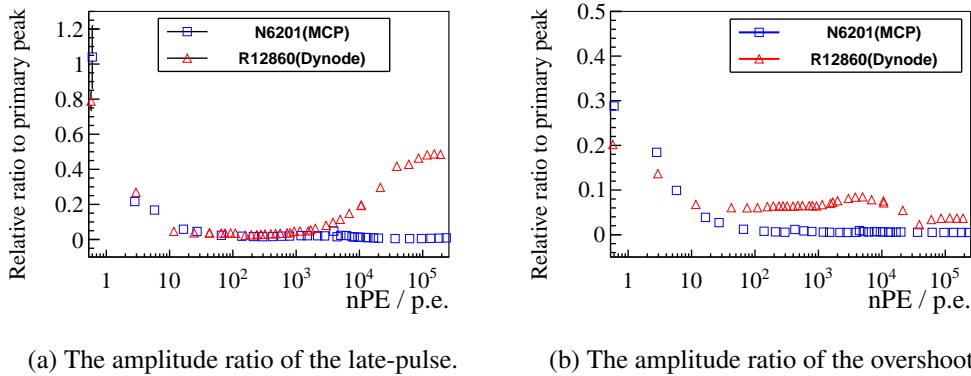 Relative ratio to primary peak
1.2
1
0.8
0.6
0.4
0.2
0
N6201(MCP)
R12860(Dynode)
1 10 10² 10³ 10⁴ 10⁵
nPE / p.e.
(a) The amplitude ratio of the late-pulse.
Relative ratio to primary peak
0.5
0.4
0.3
0.2
0.1
0
N6201(MCP)
R12860(Dynode)
1 10 10² 10³ 10⁴ 10⁵
nPE / p.e.
(b) The amplitude ratio of the overshoot